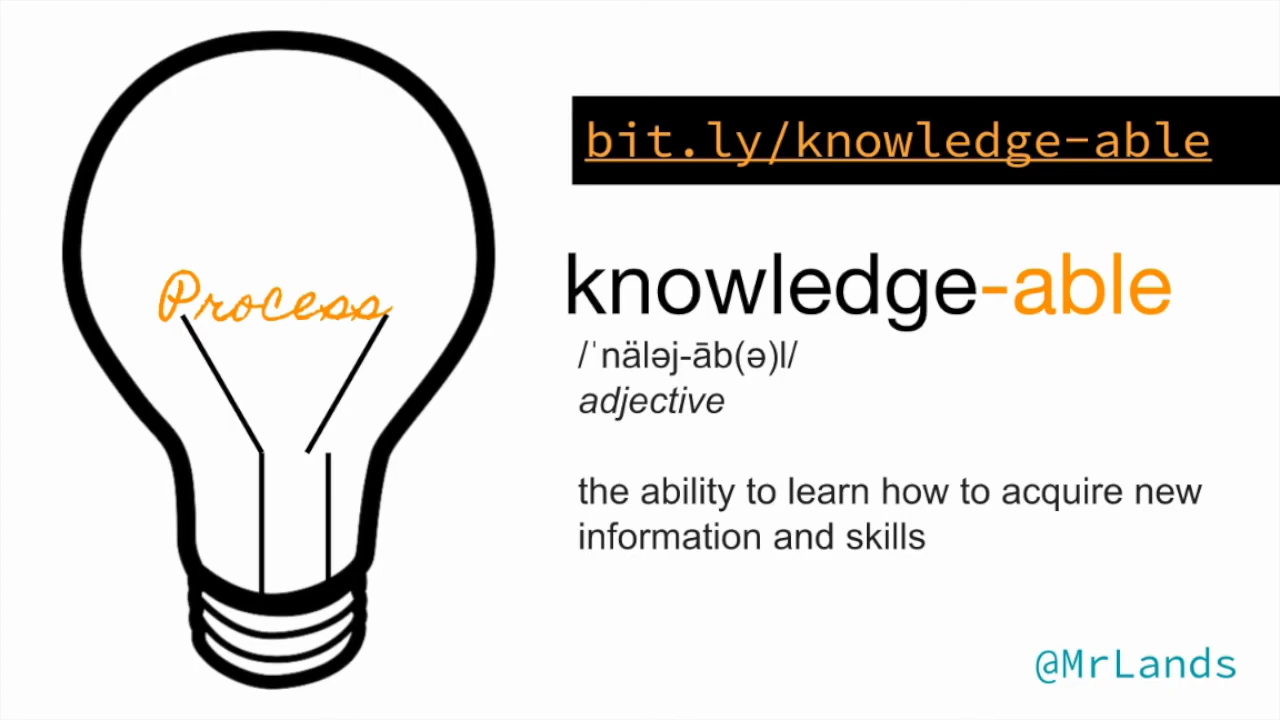 Process
bit.ly/knowledge-able
knowledge-able
/ˈnäləj-āb(ə)l/
adjective
the ability to learn how to acquire new
information and skills
@MrLands